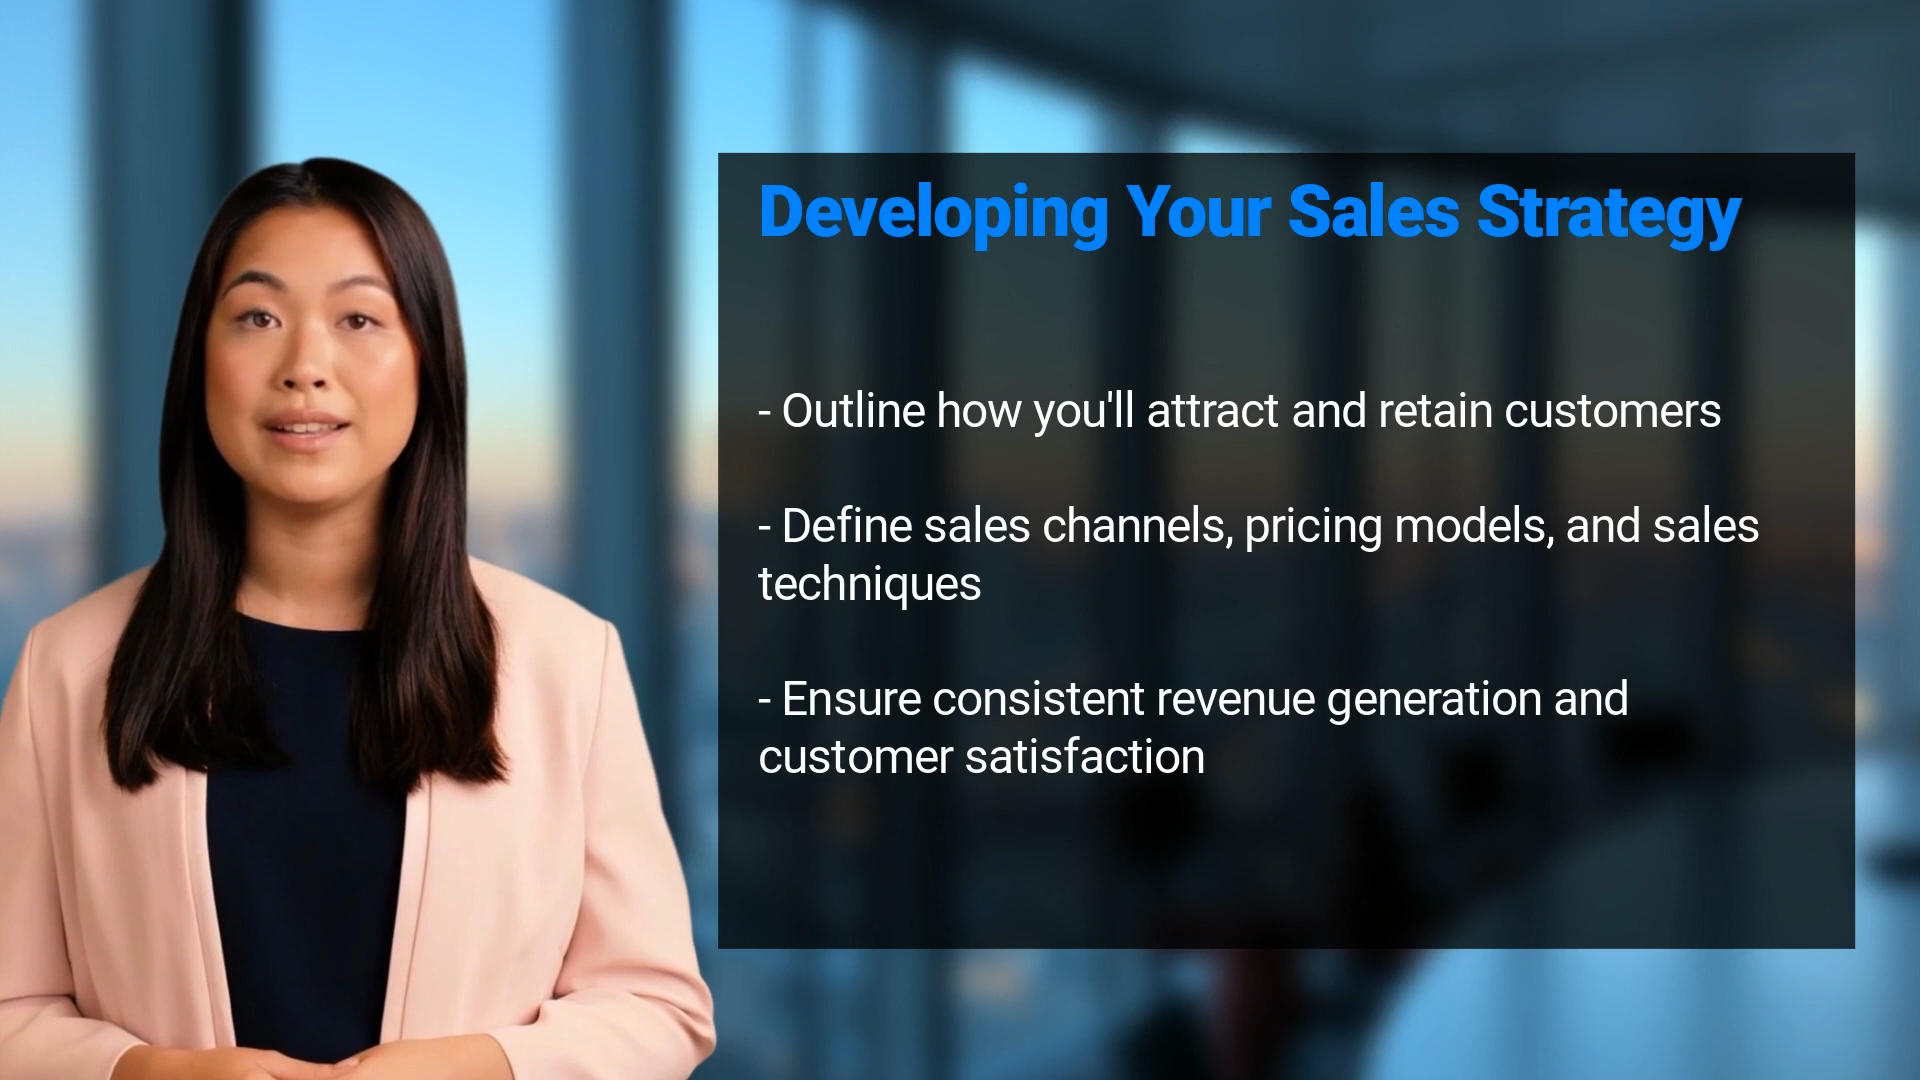 Developing Your Sales Strategy
- Outline how you'll attract and retain customers
- Define sales channels, pricing models, and sales
techniques
- Ensure consistent revenue generation and
customer satisfaction